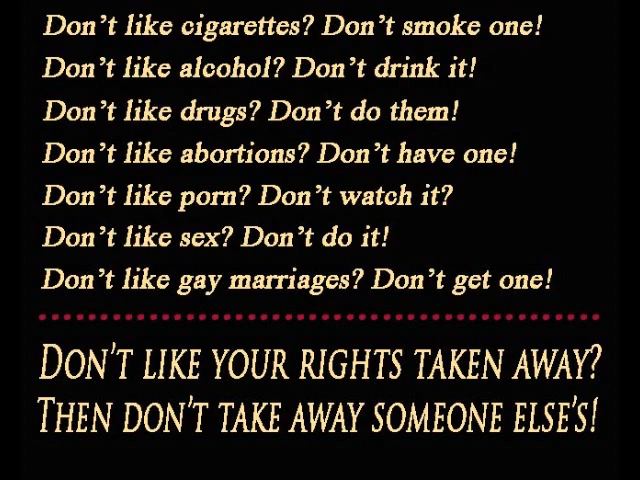 Don't like cigarettes? Don't smoke one!
Don't like alcohol? Don't drink it!
Don't like drugs? Don't do them!
Don't like abortions? Don't have one!
Don't like porn? Don't watch it?
Don't like sex? Don't do it!
Don't like gay marriages? Don't get one!
DON'T LIKE YOUR RIGHTS TAKEN AWAY?
THEN DON'T TAKE AWAY SOMEONE ELSE'S!